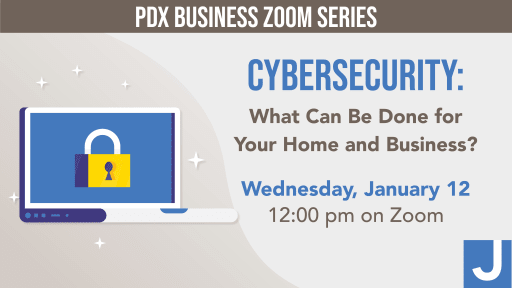 PDX BUSINESS ZOOM SERIES
CYBERSECURITY:
What Can Be Done for
Your Home and Business?
Wednesday, January 12
12:00 pm on Zoom
J